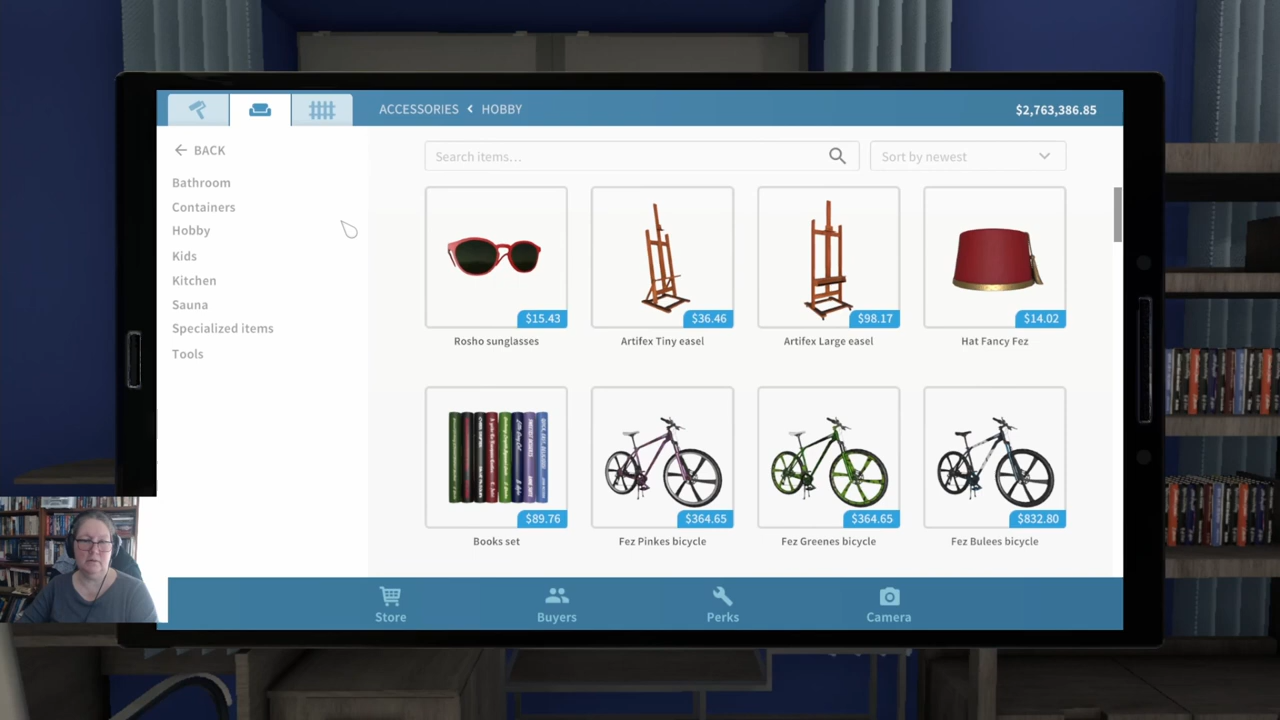 ACCESSORIES < HOBBY
$2,763,386.85
BACK
Bathroom
Containers
Hobby
Kids
Kitchen
Sauna
Specialized items
Tools
Search items...
Sort by newest
$15.43
$36.46
$98.17
$14.02
Rosho sunglasses
Artifex Tiny easel
Artifex Large easel
Hat Fancy Fez
$89.76
$364.65
$364.65
$832.80
Books set
Fez Pinkes bicycle
Fez Greenes bicycle
Fez Bulees bicycle
Store
Buyers
Perks
Camera